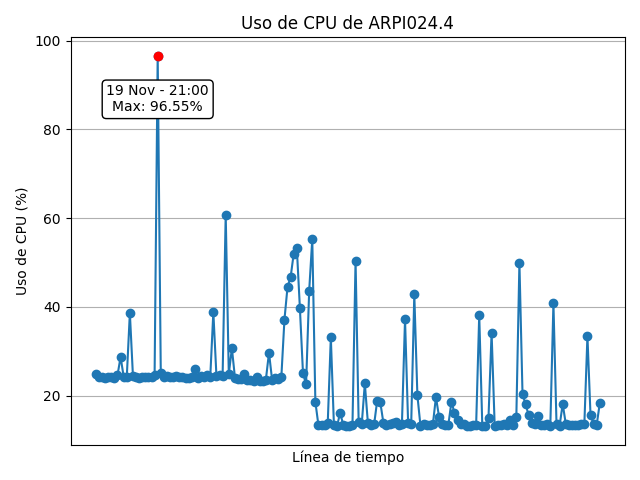 Uso de CPU de ARPI024.4
100
80
60
40
20
Uso de CPU (%)
19 Nov - 21:00
Max: 96.55%
Línea de tiempo